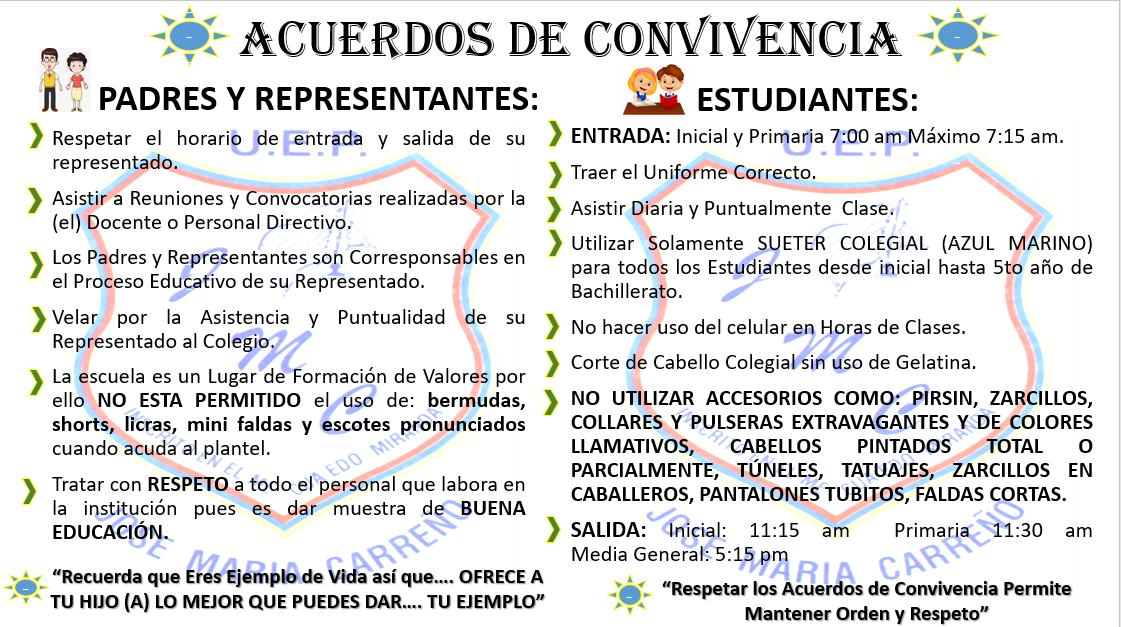 ACUERDOS DE CONVIVENCIA
PADRES Y REPRESENTANTES:
Respetar el horario de entrada y salida de su
representado.
Asistir a Reuniones y Convocatorias realizadas por la
(el) Docente o Personal Directivo.
Los Padres y Representantes son Corresponsables en
el Proceso Educativo de su Representado.
Velar por la Asistencia y Puntualidad de su
Representado al Colegio.
La escuela es un Lugar de Formación de Valores por
ello NO ESTA PERMITIDO el uso de: bermudas,
shorts, licras, mini faldas y escotes pronunciados
cuando acuda al plantel.
Tratar con RESPETO a todo el personal que labora en
la institución pues es dar muestra de BUENA
EDUCACIÓN.
“Recuerda que Eres Ejemplo de Vida así que…. OFRECE A
TU HIJO (A) LO MEJOR QUE PUEDES DAR…. TU EJEMPLO”
ESTUDIANTES:
ENTRADA: Inicial y Primaria 7:00 am Máximo 7:15 am.
Traer el Uniforme Correcto.
Asistir Diaria y Puntualmente Clase.
Utilizar Solamente SUETER COLEGIAL (AZUL MARINO)
para todos los Estudiantes desde inicial hasta 5to año de
Bachillerato.
No hacer uso del celular en Horas de Clases.
Corte de Cabello Colegial sin uso de Gelatina.
NO UTILIZAR ACCESORIOS COMO: PIRSIN, ZARCILLOS,
COLLARES Y PULSERAS EXTRAVAGANTES Y DE COLORES
LLAMATIVOS, CABELLOS PINTADOS TOTAL O
PARCIALMENTE, TÚNELES, TATUAJES, ZARCILLOS EN
CABALLEROS, PANTALONES TUBITOS, FALDAS CORTAS.
SALIDA: Inicial: 11:15 am Primaria 11:30 am
Media General: 5:15 pm
“Respetar los Acuerdos de Convivencia Permite
Mantener Orden y Respeto”
U.E.P.
J M C
JOSE MARIA CARREÑO
U.E.P.
J M C
JOSE MARIA CARREÑO